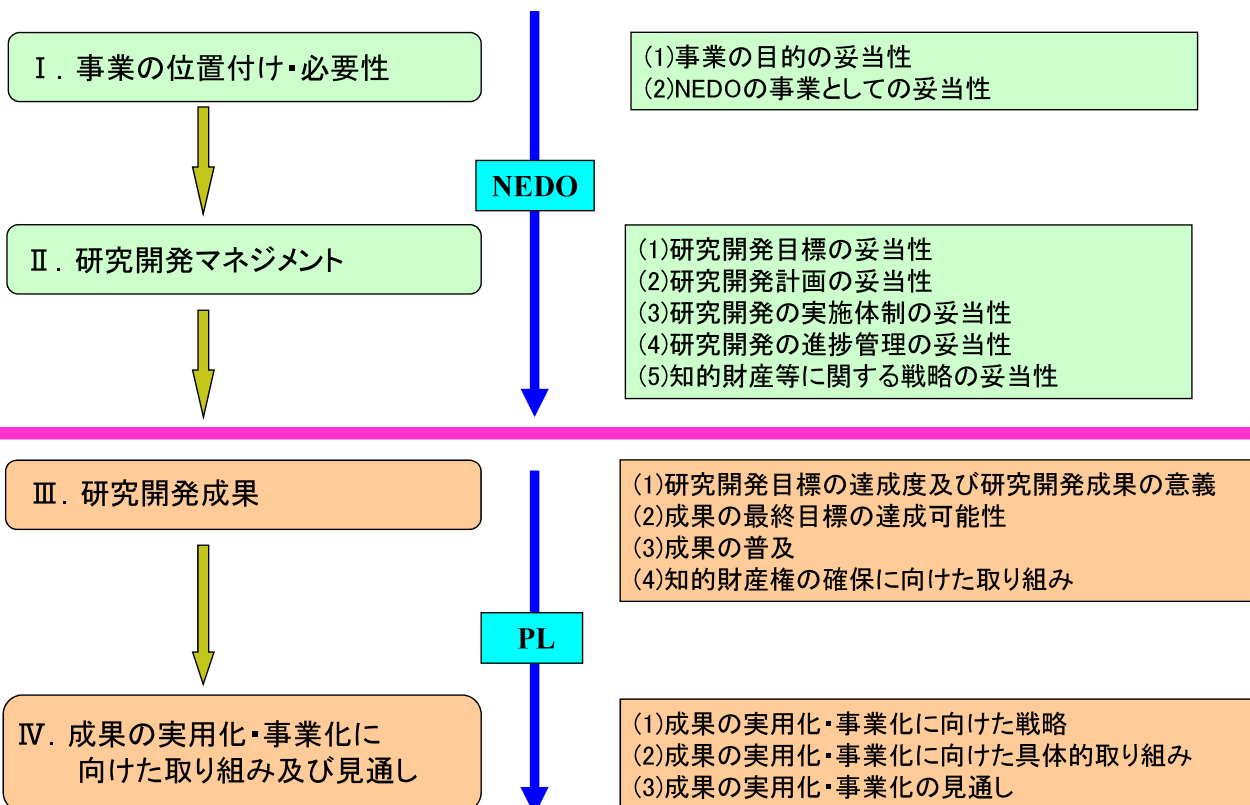 Ⅰ．事業の位置付け・必要性
(1)事業の目的の妥当性
(2)NEDOの事業としての妥当性
NEDO
Ⅱ．研究開発マネジメント
(1)研究開発目標の妥当性
(2)研究開発計画の妥当性
(3)研究開発の実施体制の妥当性
(4)研究開発の進捗管理の妥当性
(5)知的財産等に関する戦略の妥当性
Ⅲ．研究開発成果
(1)研究開発目標の達成度及び研究開発成果の意義
(2)成果の最終目標の達成可能性
(3)成果の普及
(4)知的財産権の確保に向けた取り組み
PL
Ⅳ．成果の実用化・事業化に
向けた取り組み及び見通し
(1)成果の実用化・事業化に向けた戦略
(2)成果の実用化・事業化に向けた具体的取り組み
(3)成果の実用化・事業化の見通し